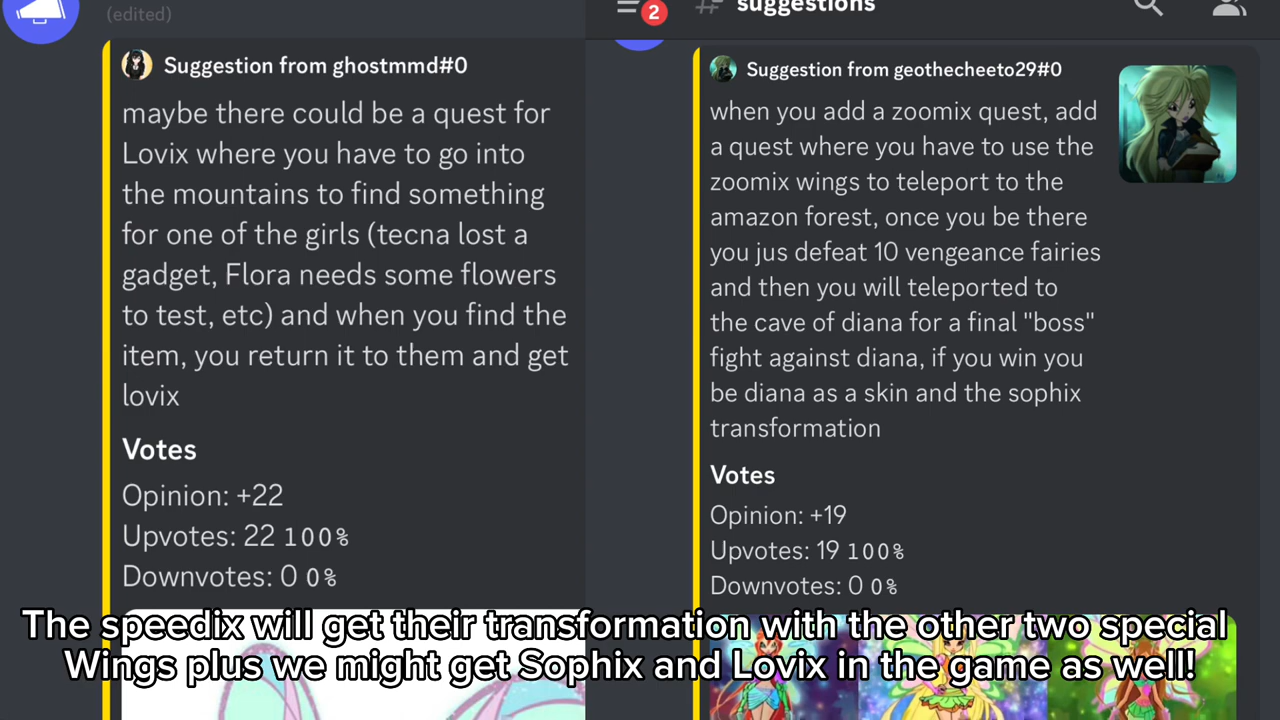 (edited)
Suggestion from ghostmmd#0
maybe there could be a quest for
Lovix where you have to go into
the mountains to find something
for one of the girls (tecna lost a
gadget, Flora needs some flowers
to test, etc) and when you find the
item, you return it to them and get
lovix
Votes
Opinion: +22
Upvotes: 22 100%
Downvotes: 0 0%
2
# suggestions
Suggestion from geothecheeto29#0
when you add a zoomix quest, add
a quest where you have to use the
zoomix wings to teleport to the
amazon forest, once you be there
you jus defeat 10 vengeance fairies
and then you will teleported to
the cave of diana for a final "boss"
fight against diana, if you win you
be diana as a skin and the sophix
transformation
Votes
Opinion: +19
Upvotes: 19 100%
Downvotes: 0 0%
The speedix will get their transformation with the other two special
Wings plus we might get Sophix and Lovix in the game as well!